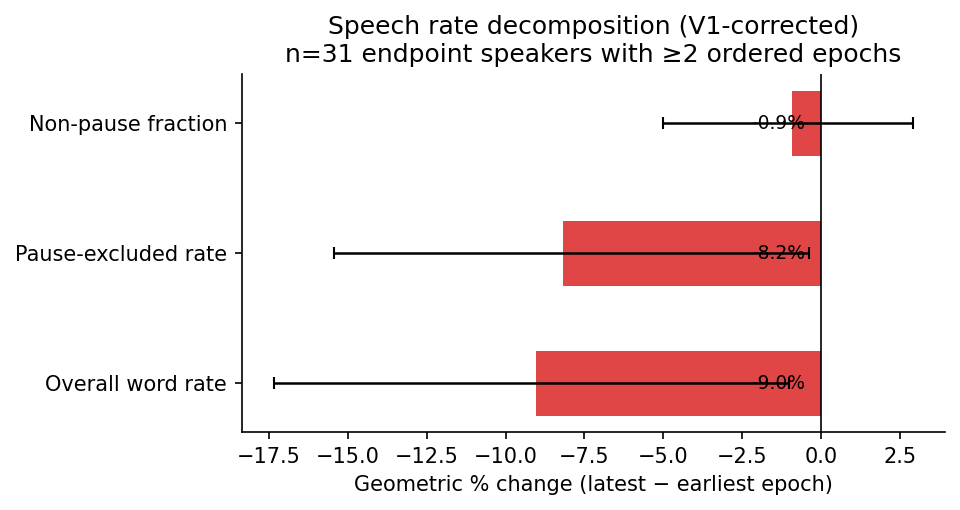 Speech rate decomposition (V1-corrected)
n=31 endpoint speakers with ≥2 ordered epochs
Non-pause fraction
-0.9%
Pause-excluded rate
-8.2%
Overall word rate
-9.0%
−17.5 −15.0 −12.5 −10.0 −7.5 −5.0 −2.5 0.0 2.5
Geometric % change (latest − earliest epoch)